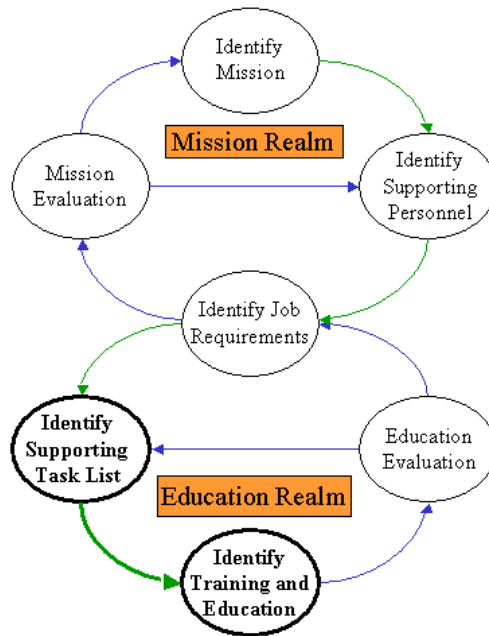 Identify
Mission
Mission Realm
Mission
Evaluation
Identify
Supporting
Personnel
Identify Job
Requirements
Identify
Supporting
Task List
Education
Evaluation
Education Realm
Identify
Training and
Education